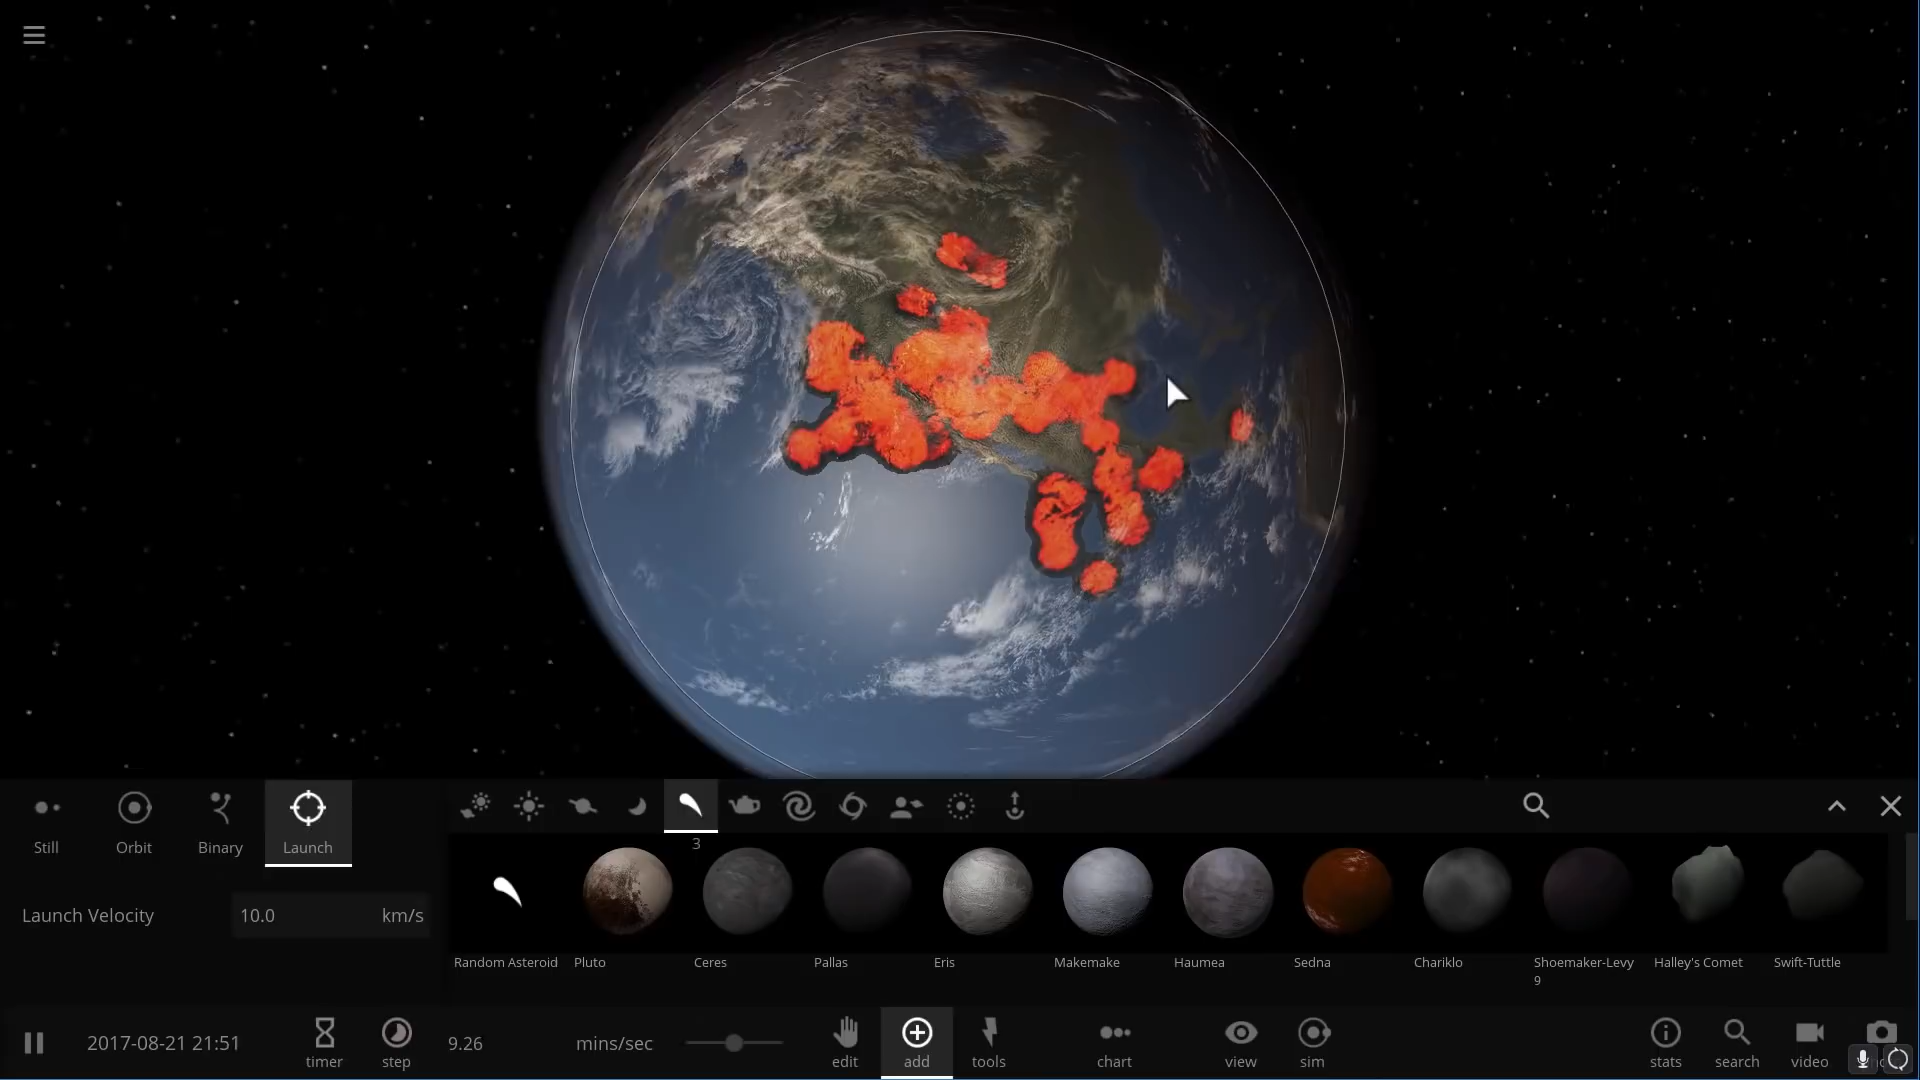 Still
Orbit
Binary
Launch
3
Launch Velocity
10.0
km/s
Random Asteroid
Pluto
Ceres
Pallas
Eris
Makemake
Haumea
Sedna
Chariklo
Shoemaker-Levy
9
Halley's Comet
Swift-Tuttle
2017-08-21 21:51
timer
step
9.26
mins/sec
edit
add
tools
chart
view
sim
stats
search
video